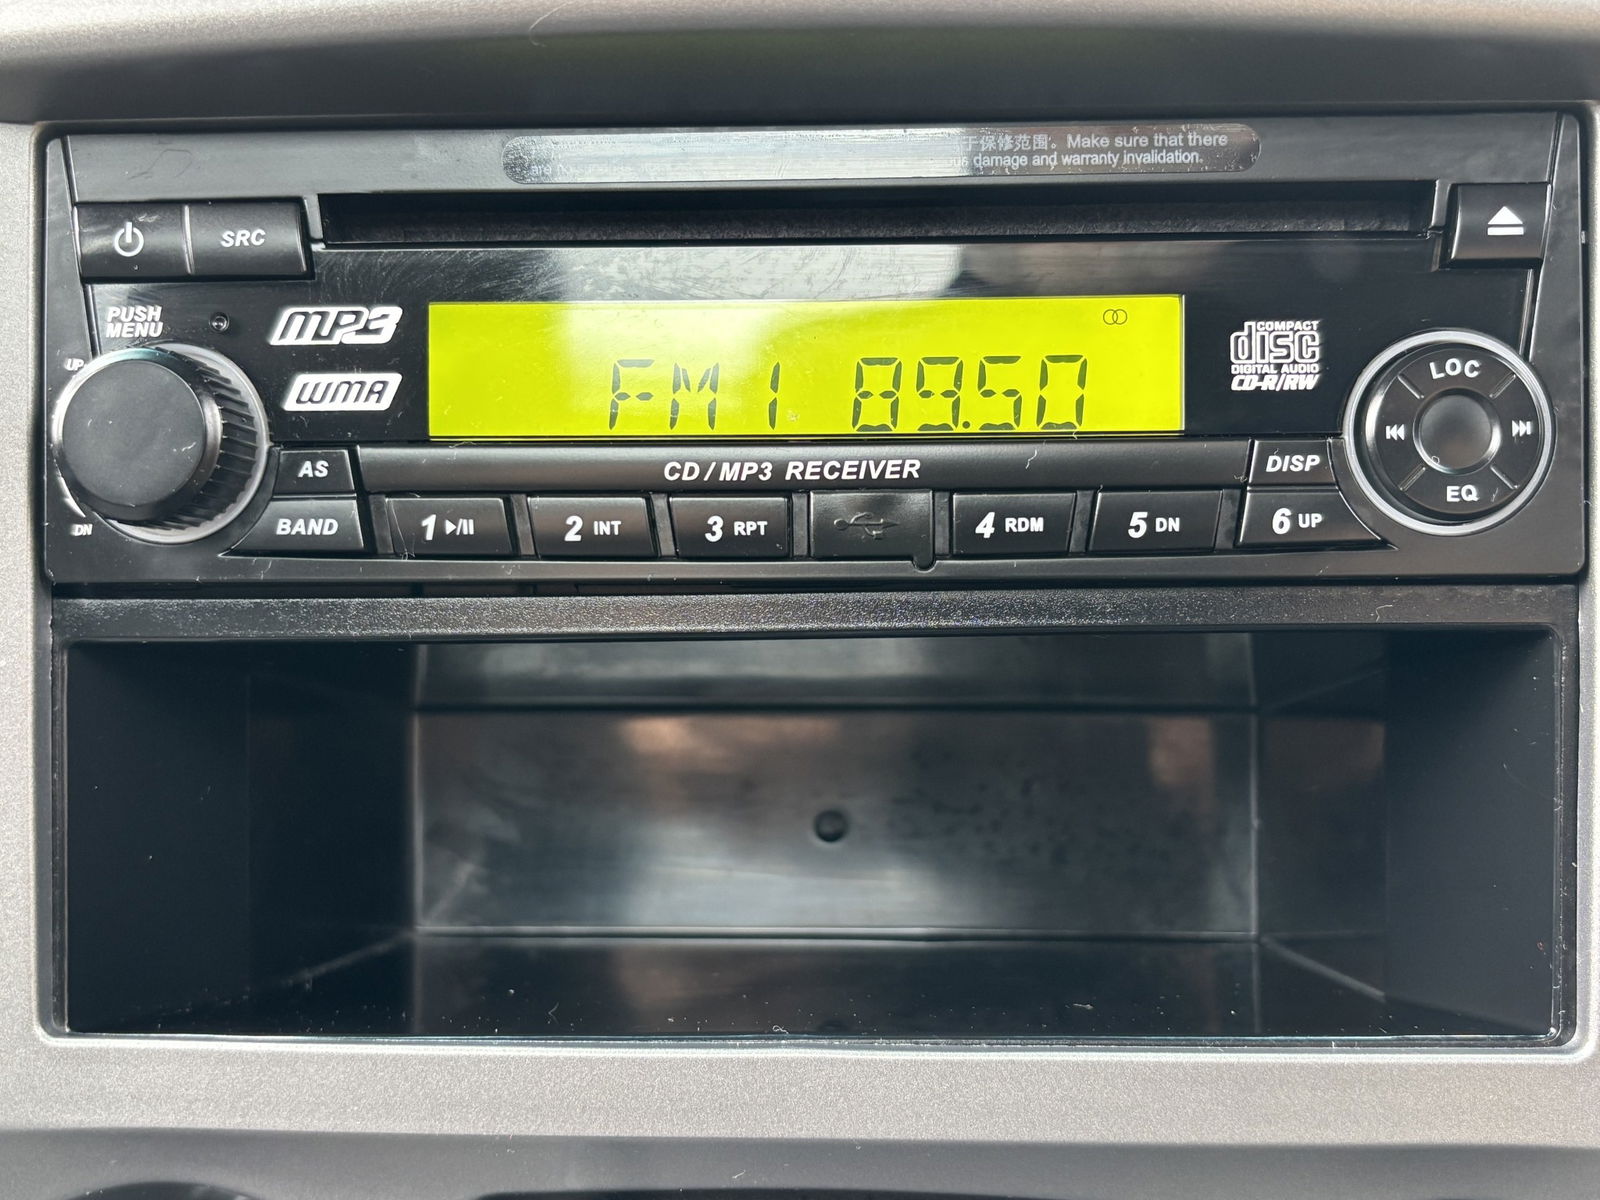 于保修范围。Make sure that there
damage and warranty invalidation.
SRC
PUSH
MENU
UP
DN
MP3
WMA
FM1 89.50
COMPACT
disc
DIGITAL AUDIO
CD-R/RW
LOC
EQ
AS
CD/MP3 RECEIVER
DISP
BAND
1
2 INT
3 RPT
4 RDM
5 DN
6 UP